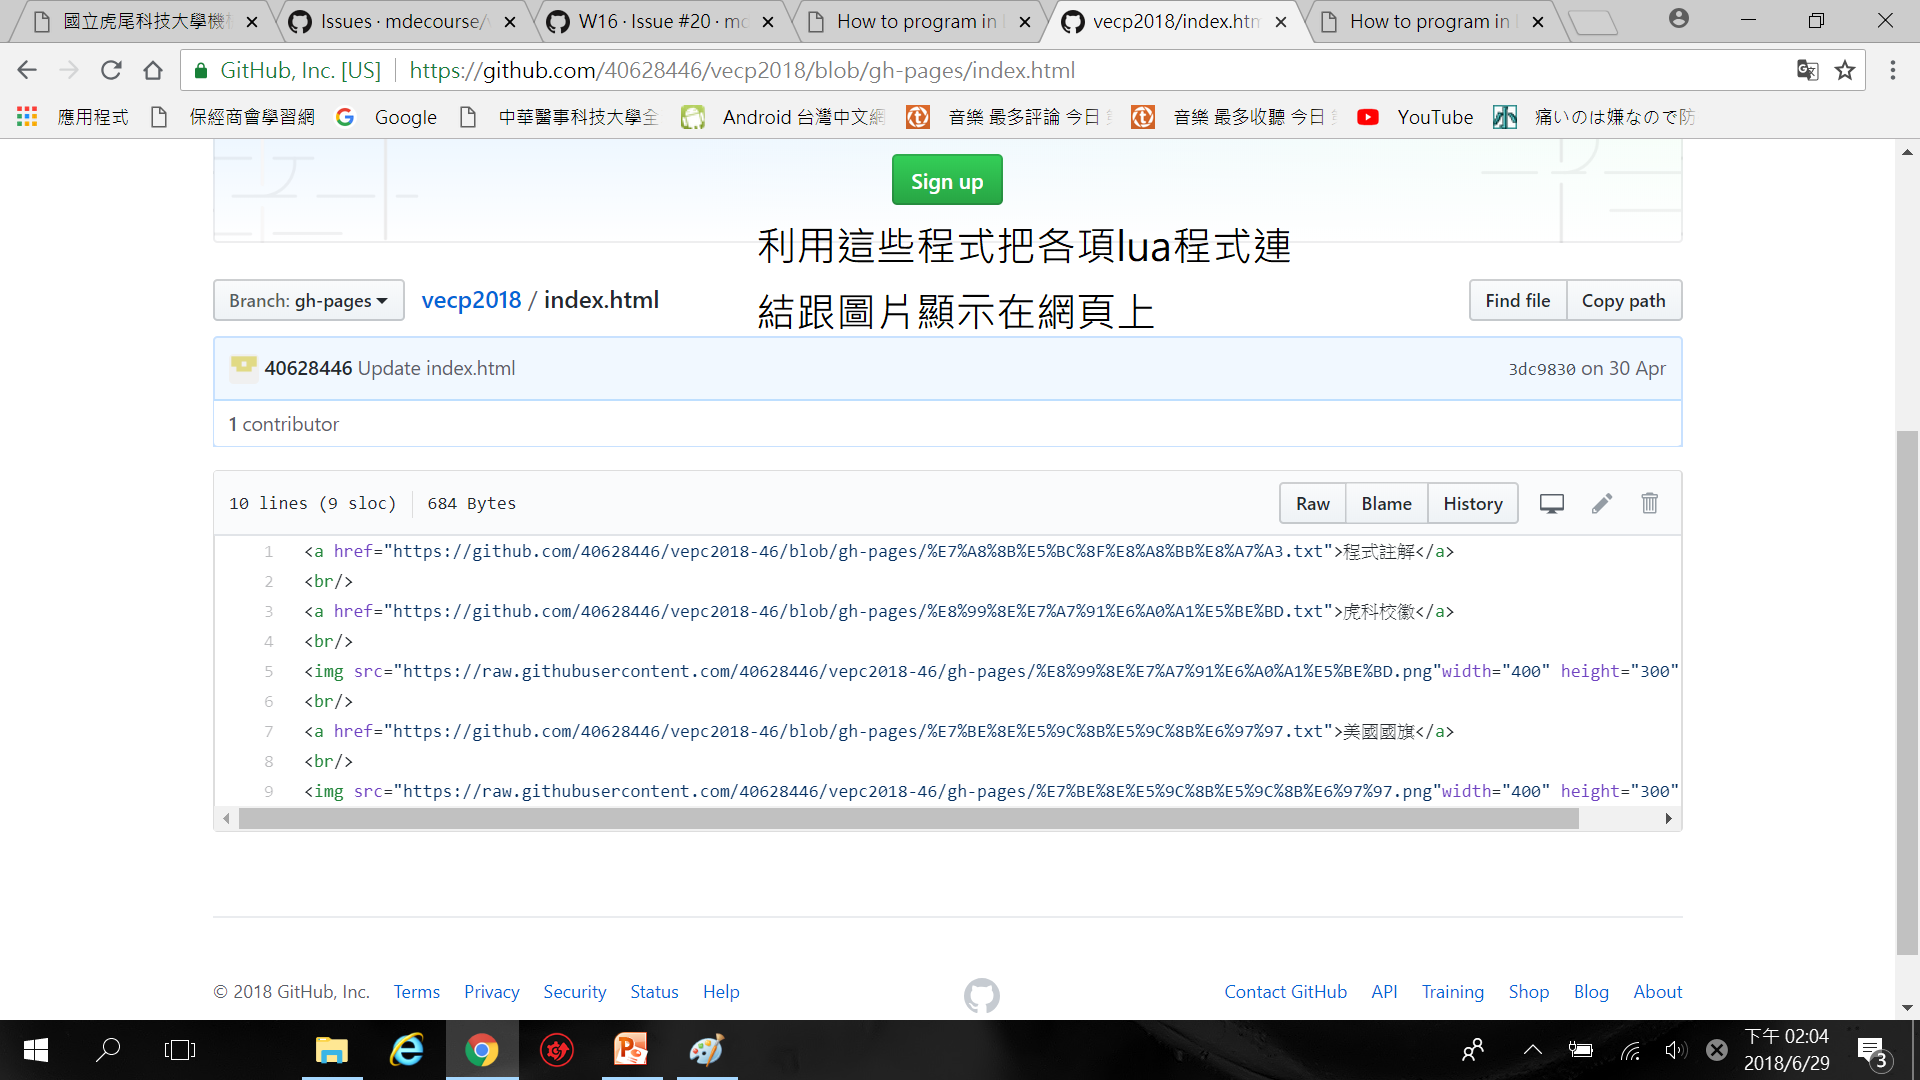 國立虎尾科技大學機械
Issues · mdecourse/
W16 · Issue #20 · md
How to program in
vecp2018/index.htm
How to program in
GitHub, Inc. [US]
https://github.com/40628446/vecp2018/blob/gh-pages/index.html
應用程式
保經商會學習網
Google
中華醫事科技大學全
Android 台灣中文網
音樂 最多評論 今日
音樂 最多收聽 今日
YouTube
痛いのは嫌なので防
Sign up
利用這些程式把各項lua程式連
結跟圖片顯示在網頁上
Branch: gh-pages
vecp2018 / index.html
Find file
Copy path
40628446 Update index.html
3dc9830 on 30 Apr
1 contributor
10 lines (9 sloc)
684 Bytes
Raw
Blame
History
1 <a href="https://github.com/40628446/vepc2018-46/blob/gh-pages/%E7%A8%8B%E5%BC%8F%E8%A8%BB%E8%A7%A3.txt">程式註解</a>
2 <br/>
3 <a href="https://github.com/40628446/vepc2018-46/blob/gh-pages/%E8%99%8E%E7%A7%91%E6%A0%A1%E5%BE%BD.txt">虎科校徽</a>
4 <br/>
5 <img src="https://raw.githubusercontent.com/40628446/vepc2018-46/gh-pages/%E8%99%8E%E7%A7%91%E6%A0%A1%E5%BE%BD.png"width="400" height="300"
6 <br/>
7 <a href="https://github.com/40628446/vepc2018-46/blob/gh-pages/%E7%BE%8E%E5%9C%8B%E5%9C%8B%E6%97%97.txt">美國國旗</a>
8 <br/>
9 <img src="https://raw.githubusercontent.com/40628446/vepc2018-46/gh-pages/%E7%BE%8E%E5%9C%8B%E5%9C%8B%E6%97%97.png"width="400" height="300"
© 2018 GitHub, Inc.
Terms
Privacy
Security
Status
Help
Contact GitHub
API
Training
Shop
Blog
About
下午 02:04
2018/6/29
3